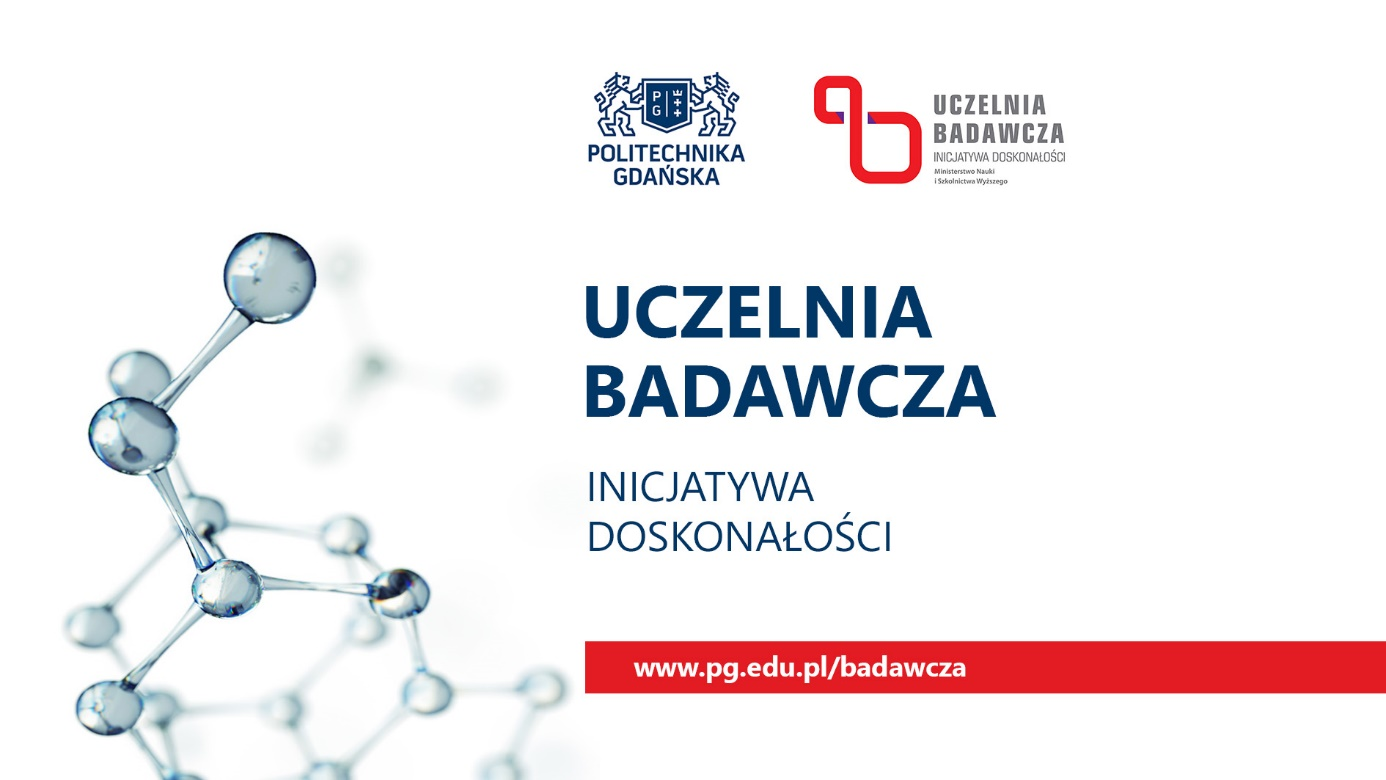 P G
POLITECHNIKA
GDAŃSKA
UCZELNIA
BADAWCZA
INICJATYWA DOSKONAŁOŚCI
Ministerstwo Nauki
i Szkolnictwa Wyższego
UCZELNIA
BADAWCZA
INICJATYWA
DOSKONAŁOŚCI
www.pg.edu.pl/badawcza